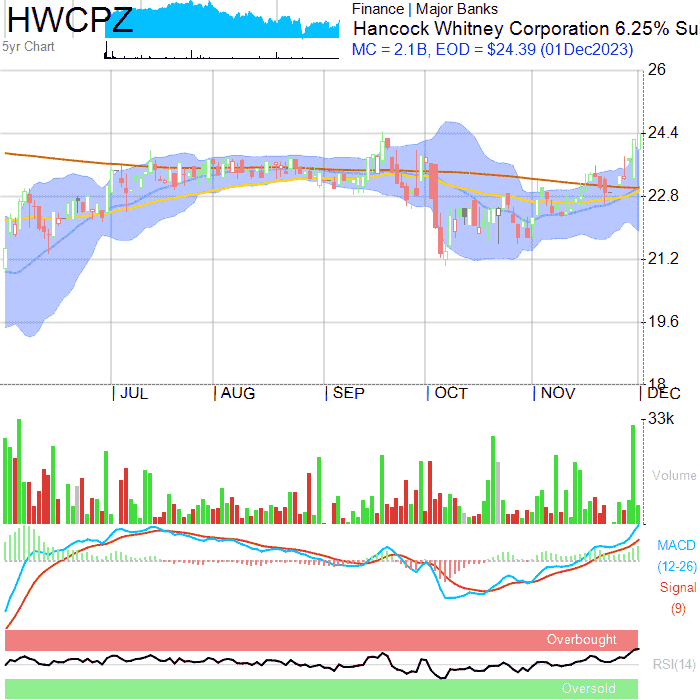 HWCPZ
5yr Chart
Finance | Major Banks
Hancock Whitney Corporation 6.25% Su
MC = 2.1B, EOD = $24.39 (01Dec2023)
26
24.4
22.8
21.2
19.6
18
JUL AUG SEP OCT NOV DEC
33k
Volume
MACD
(12-26)
Signal
(9)
Overbought
RSI(14)
Oversold